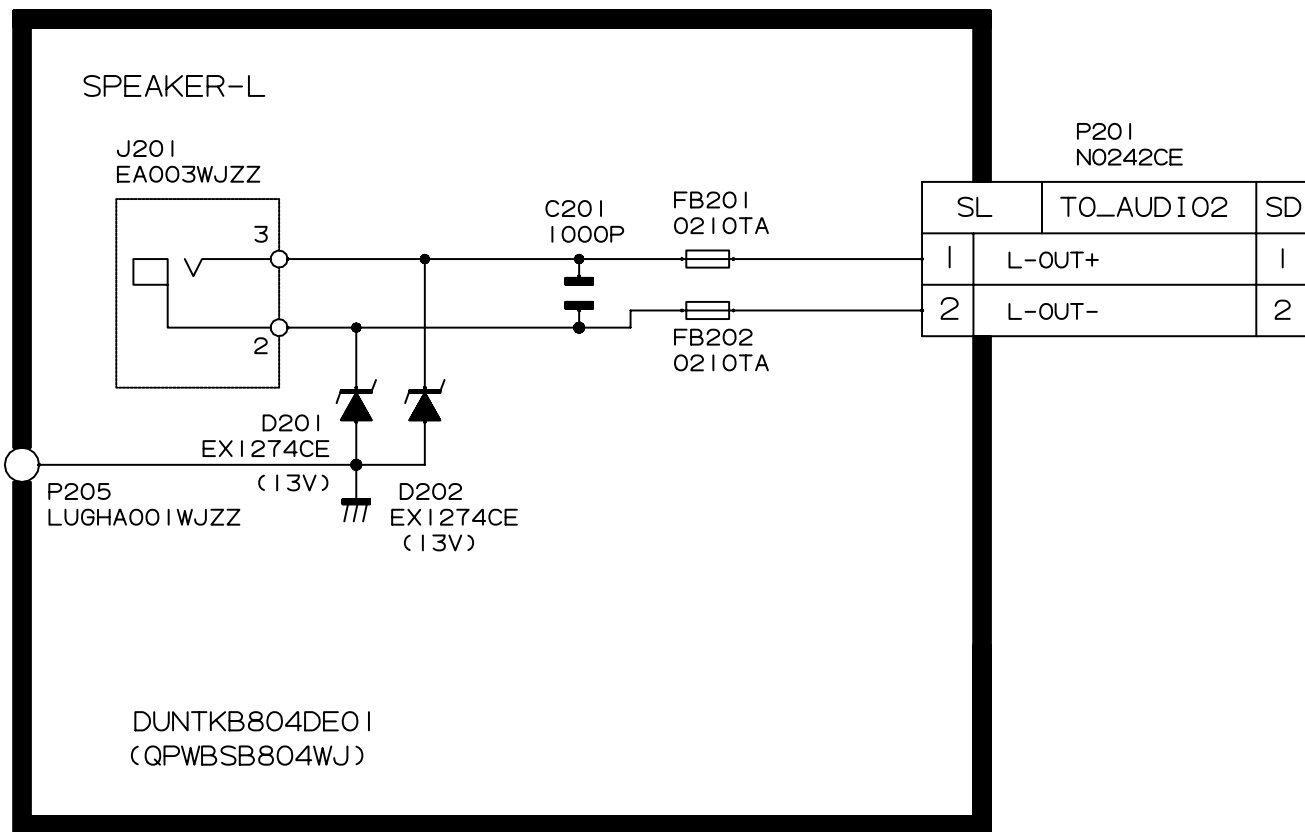 SPEAKER-L
J201
EA003WJZZ
3
2
C201
1000P
FB201
0210TA
FB202
0210TA
P201
N0242CE
SL TO_AUDIO2 SD
1 L-OUT+ 1
2 L-OUT- 2
D201
EX1274CE
(13V)
D202
EX1274CE
(13V)
P205
LUGHA001WJZZ
DUNTKB804DE01
(QPWBSB804WJ)